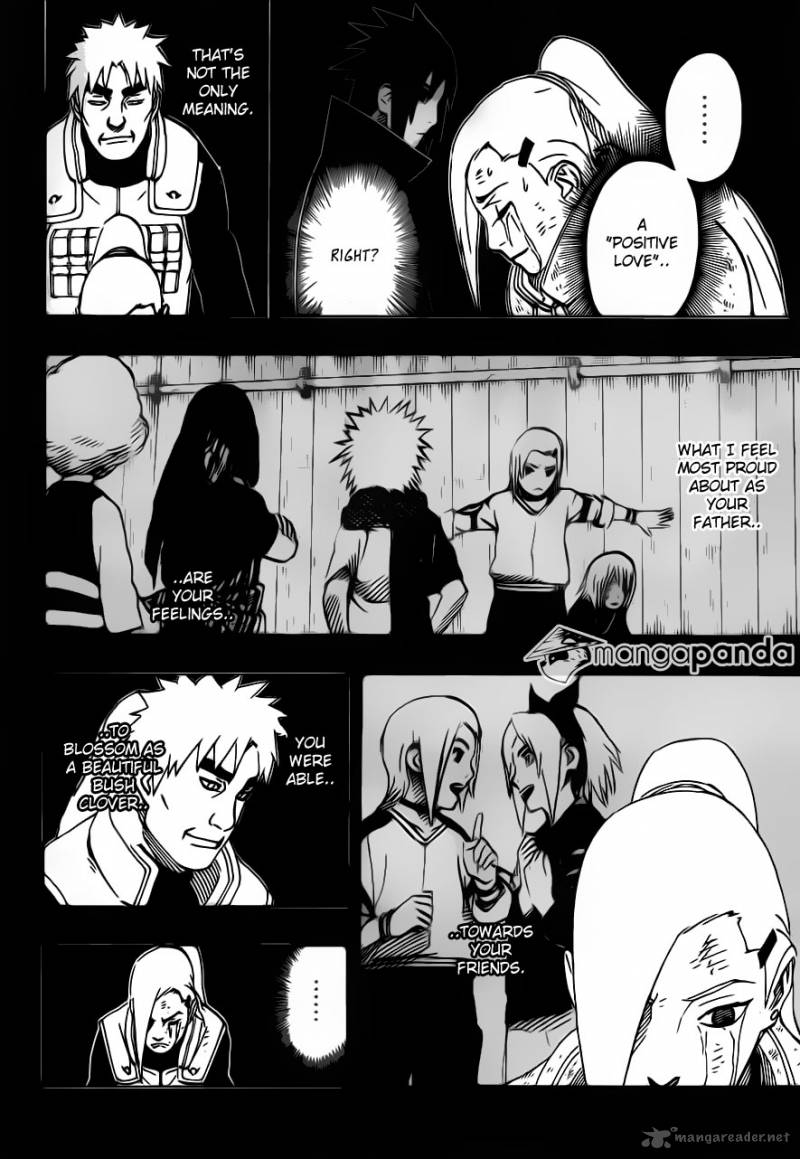 ......
A
"POSITIVE
LOVE"..
RIGHT?
THAT'S
NOT THE
ONLY
MEANING.
WHAT I FEEL
MOST PROUD
ABOUT AS
YOUR
FATHER..
..ARE
YOUR
FEELINGS..
mangapanda
..TOWARDS
YOUR
FRIENDS.
YOU
WERE
ABLE..
..TO
BLOSSOM AS
A BEAUTIFUL
BUSH
CLOVER..
......
mangareader.net